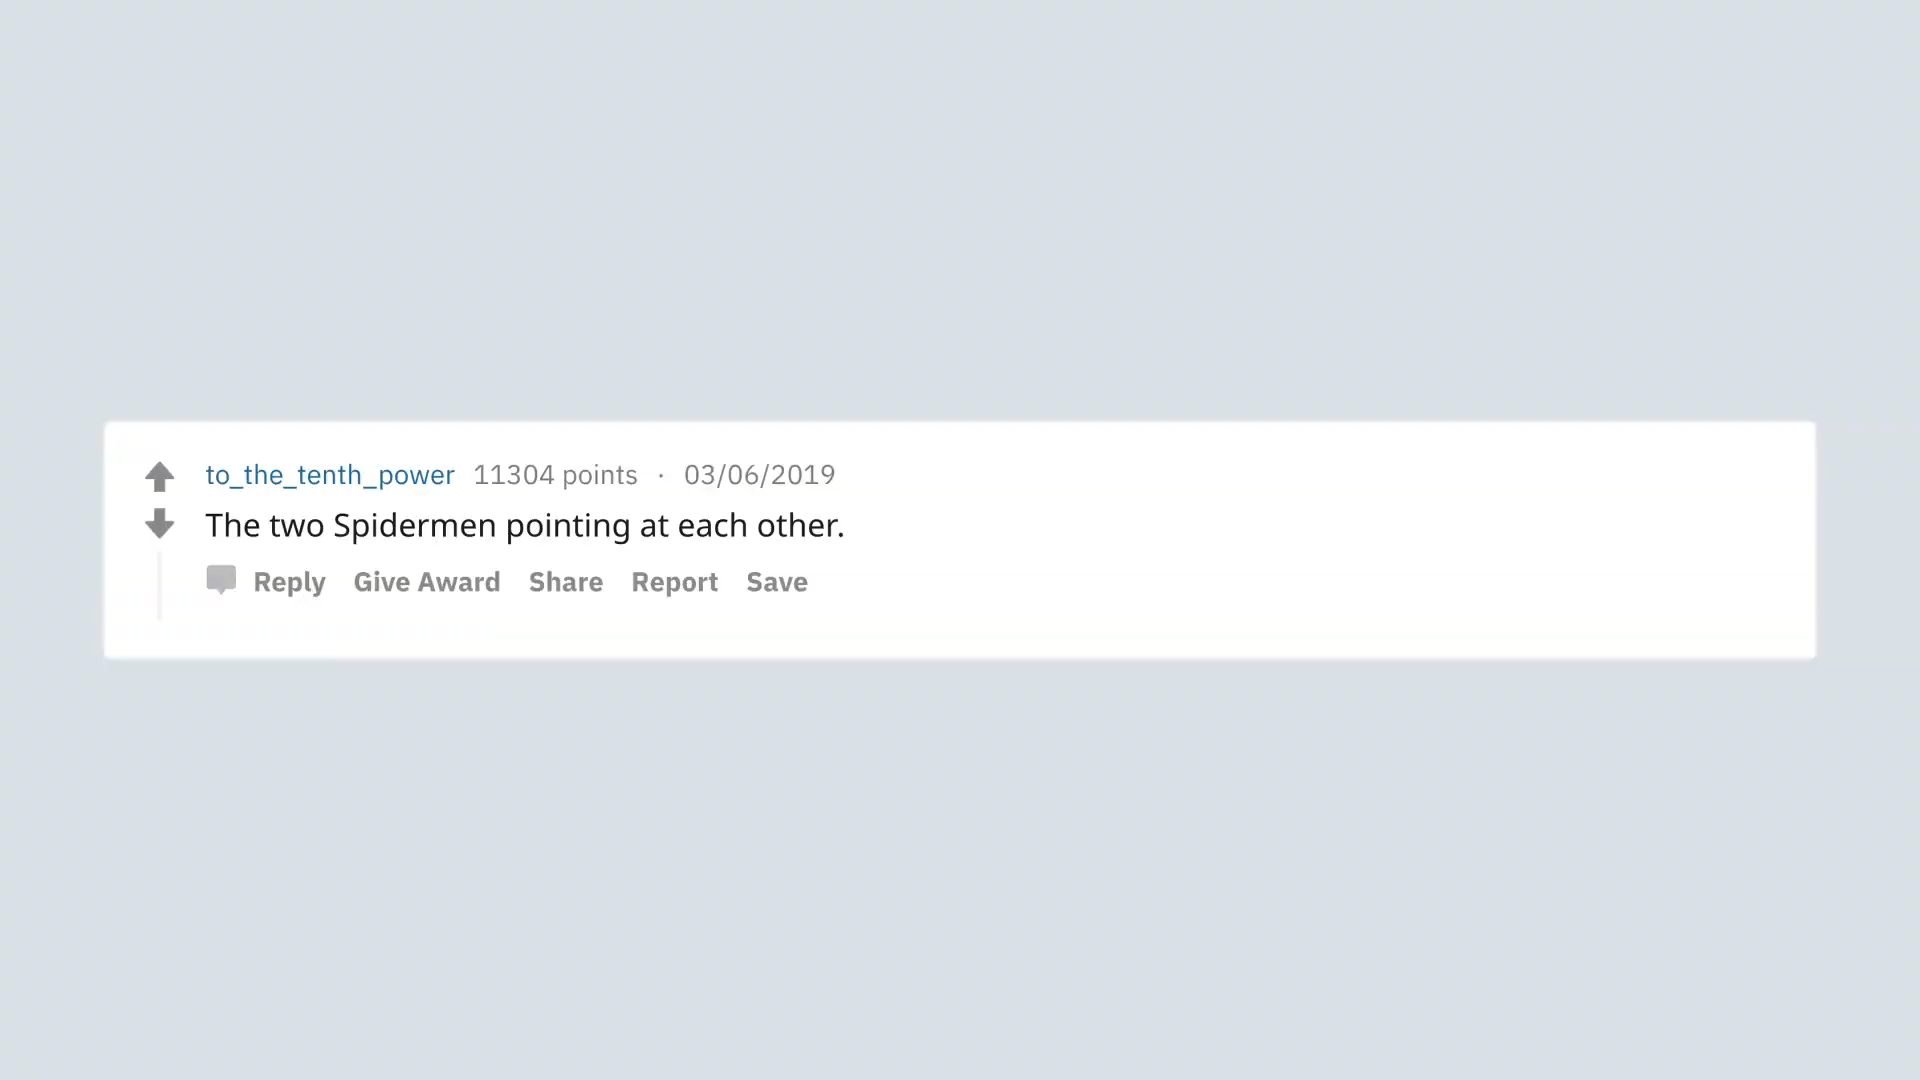 to_the_tenth_power 11304 points · 03/06/2019
The two Spidermen pointing at each other.
Reply Give Award Share Report Save